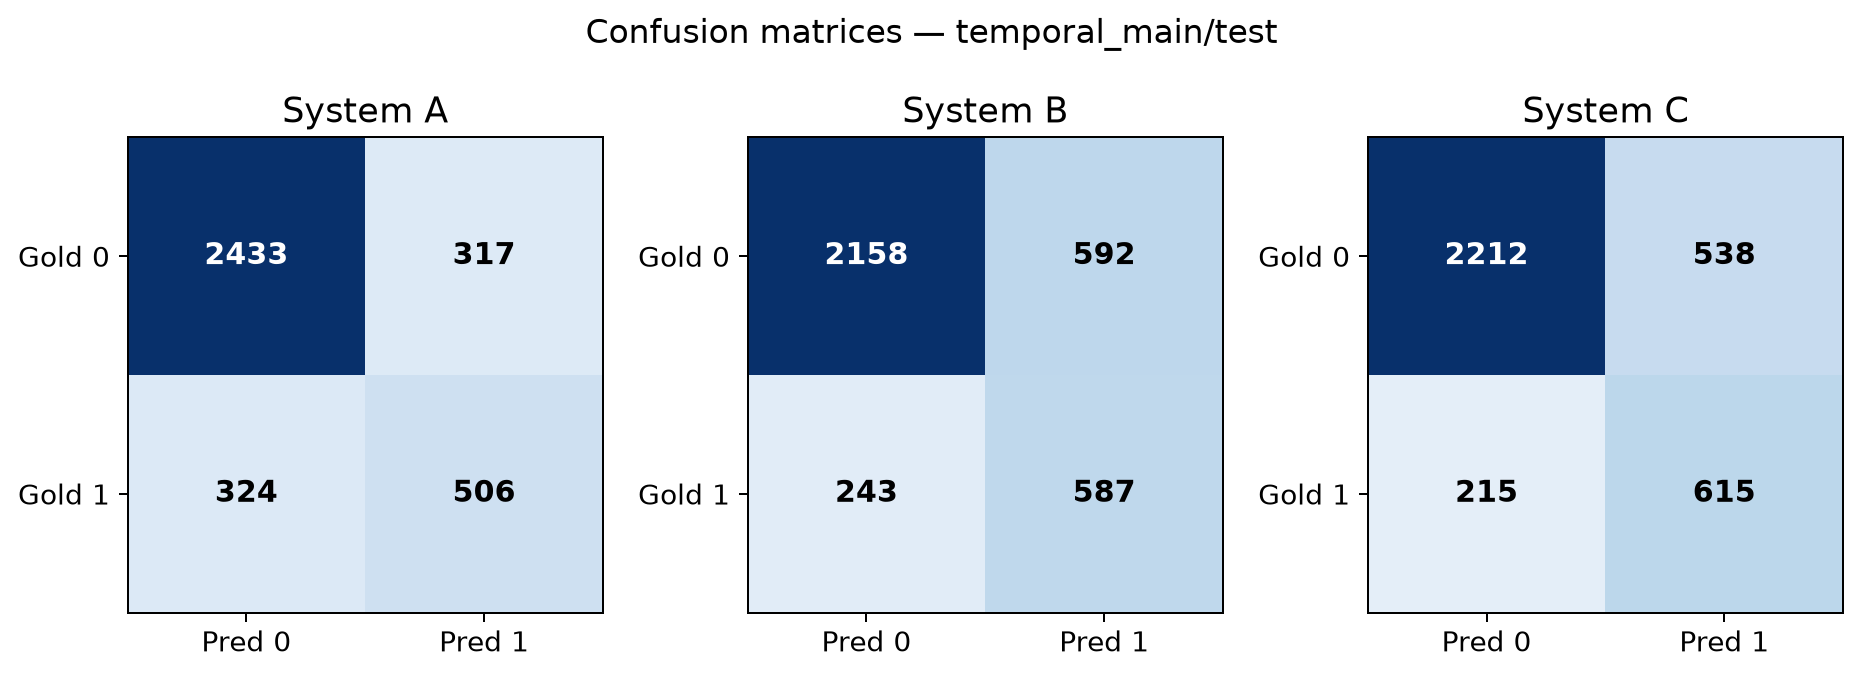 Confusion matrices — temporal_main/test
System A
System B
System C
Gold 0
2433
317
Gold 0
2158
592
Gold 0
2212
538
Gold 1
324
506
Gold 1
243
587
Gold 1
215
615
Pred 0
Pred 1
Pred 0
Pred 1
Pred 0
Pred 1